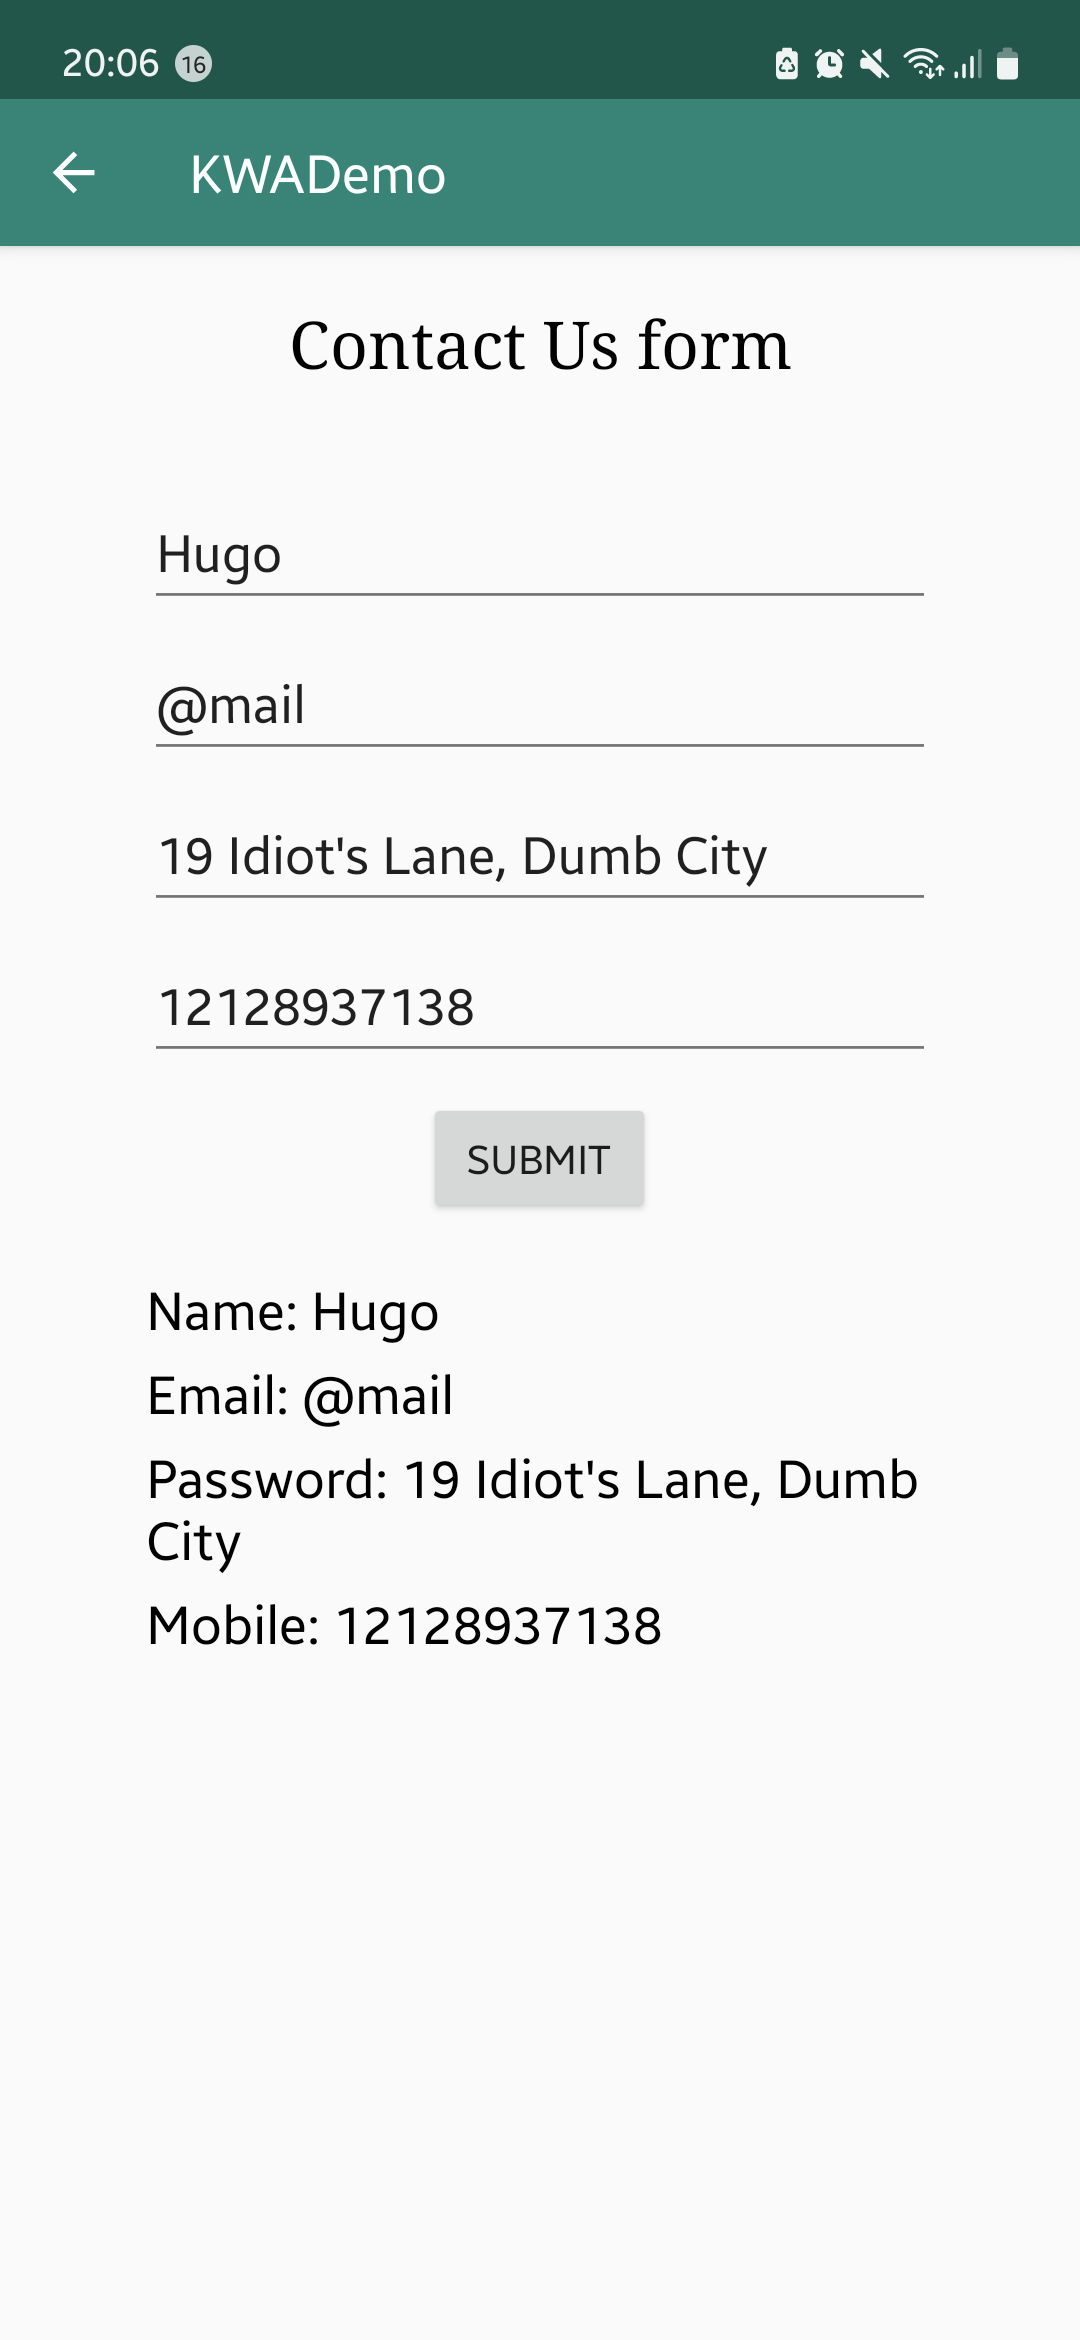 20:06 16
KWADemo
Contact Us form
Hugo
@mail
19 Idiot's Lane, Dumb City
12128937138
SUBMIT
Name: Hugo
Email: @mail
Password: 19 Idiot's Lane, Dumb
City
Mobile: 12128937138